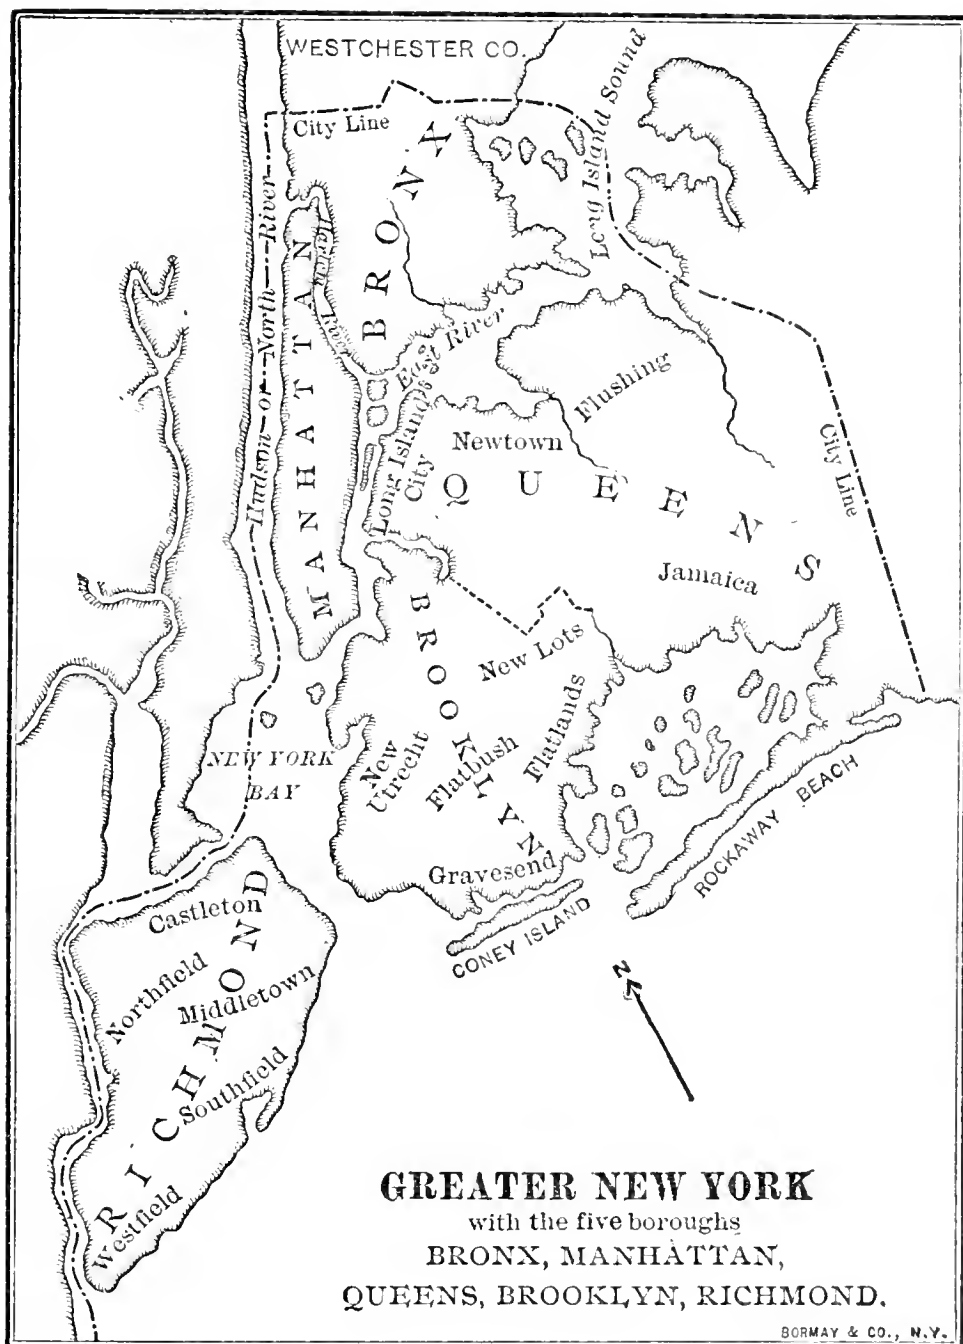 WESTCHESTER CO.
City Line
Long Island Sound
BRONX
Hudson or North River
Harlem River
MANHATTAN
East River
Long Island
City
Newtown
Flushing
QUEENS
City Line
Jamaica
BROOKLYN
New Lots
NEW YORK
BAY
New
Utrecht
Flatbush
Flatlands
Gravesend
ROCKAWAY BEACH
CONEY ISLAND
Castleton
Northfield
Middletown
RICHMOND
Southfield
Westfield
N
GREATER NEW YORK
with the five boroughs
BRONX, MANHATTAN,
QUEENS, BROOKLYN, RICHMOND.
BORMAY & CO., N.Y.